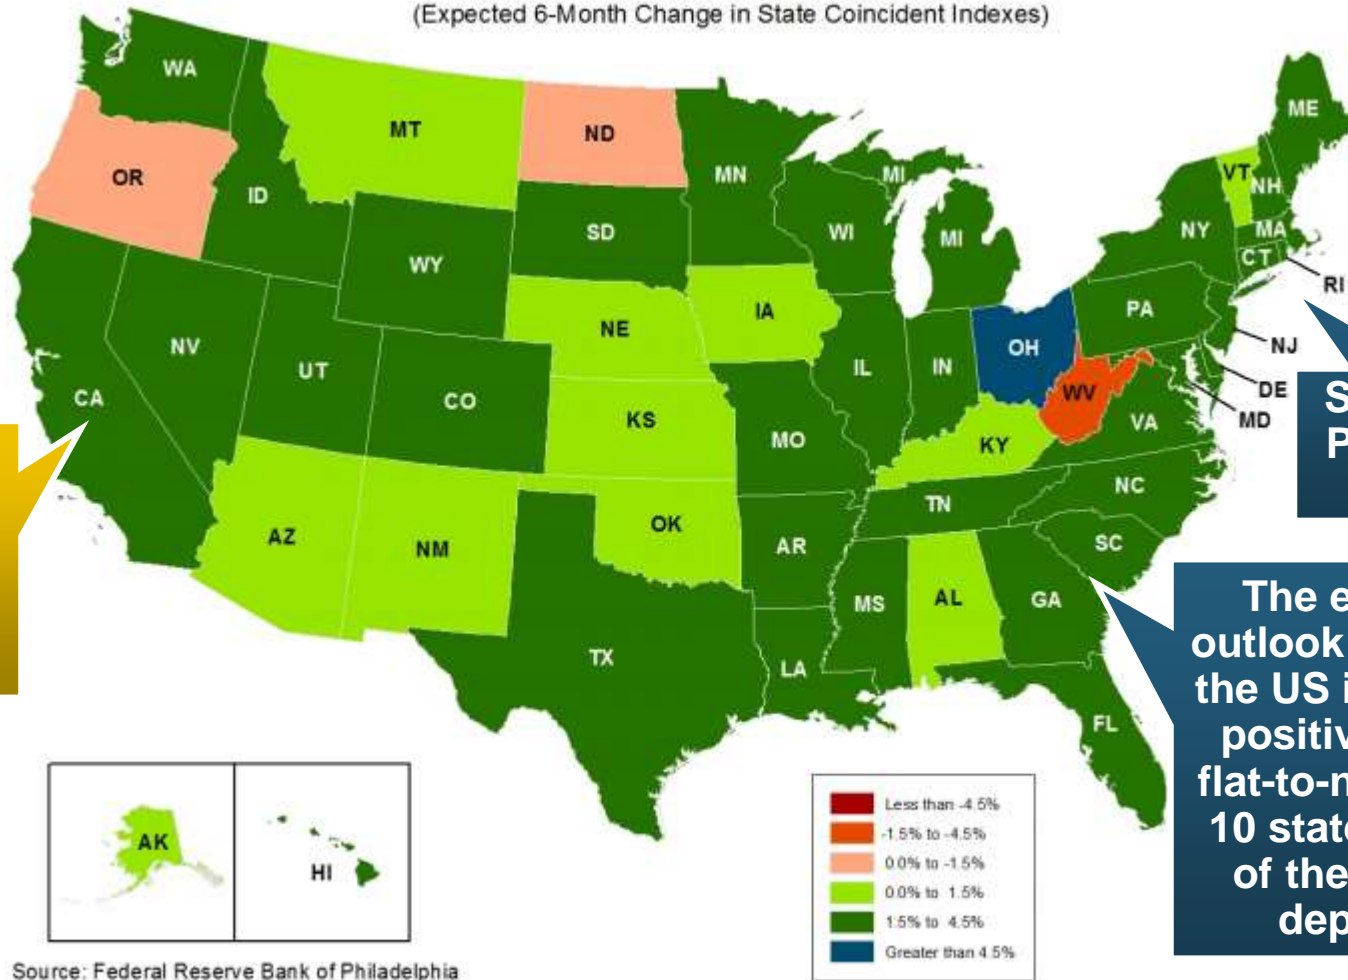 (Expected 6-Month Change in State Coincident Indexes)
WA
MT
ND
MN
ME
OR
ID
SD
WI
MI
MI
VT
NH
NY
MA
CT
RI
WY
NE
IA
PA
NJ
NV
UT
CO
KS
IL
IN
OH
WV
DE
MD
CA
MO
KY
VA
AZ
NM
OK
AR
TN
NC
SC
TX
LA
MS
AL
GA
FL
AK
HI
S
P
The e
outlook
the US i
positiv
flat-to-n
10 state
of the
dep
Less than -4.5%
-1.5% to -4.5%
0.0% to -1.5%
0.0% to 1.5%
1.5% to 4.5%
Greater than 4.5%
Source: Federal Reserve Bank of Philadelphia